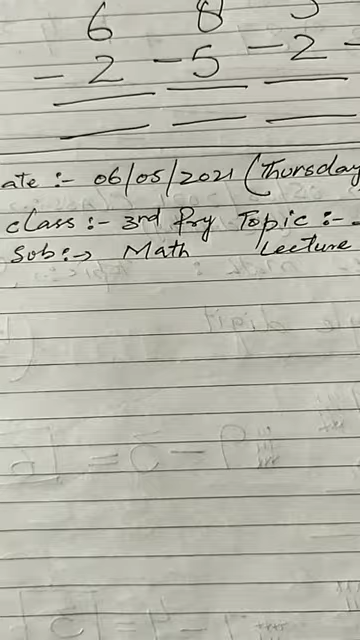 6 8
- 2 - 5 - 2 -
ate :- 06/05/2021 (Thursday
class :- 3rd Pry Topic :-
Sub :-> Math Lecture